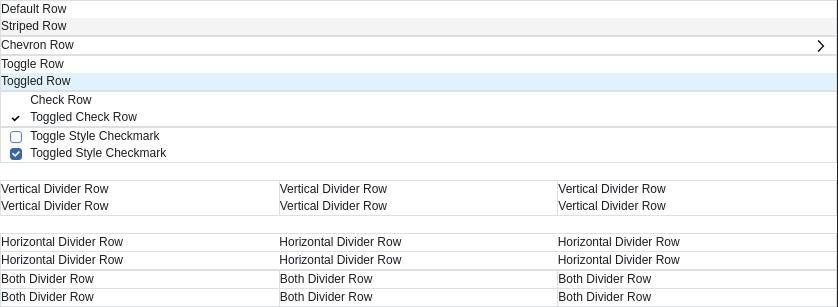 Default Row
Striped Row
Chevron Row
Toggle Row
Toggled Row
Check Row
Toggled Check Row
Toggle Style Checkmark
Toggled Style Checkmark
Vertical Divider Row Vertical Divider Row Vertical Divider Row
Vertical Divider Row Vertical Divider Row Vertical Divider Row
Horizontal Divider Row Horizontal Divider Row Horizontal Divider Row
Horizontal Divider Row Horizontal Divider Row Horizontal Divider Row
Both Divider Row Both Divider Row Both Divider Row
Both Divider Row Both Divider Row Both Divider Row